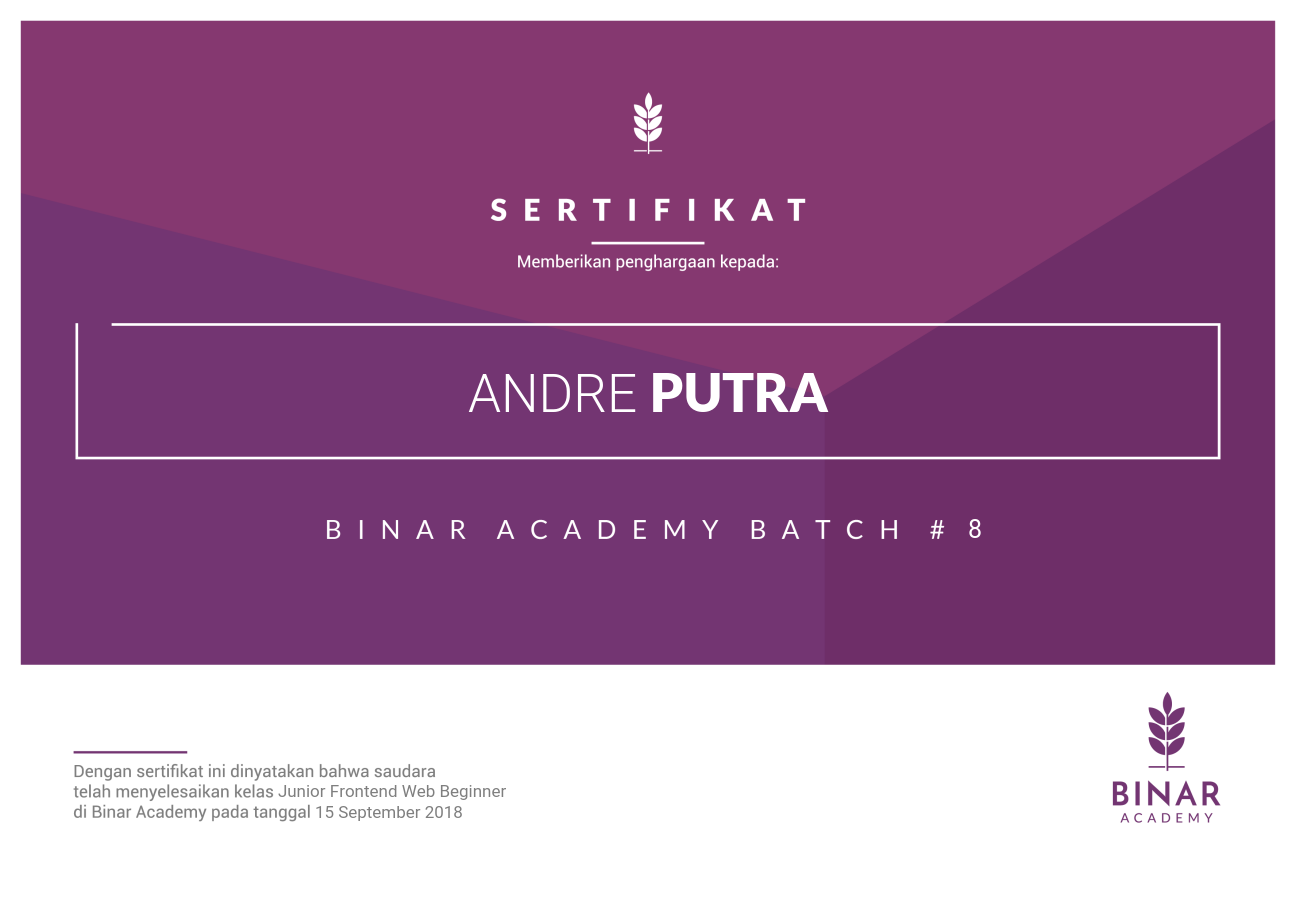 SERTIFIKAT
Memberikan penghargaan kepada:
ANDRE PUTRA
BINAR ACADEMY BATCH # 8
Dengan sertifikat ini dinyatakan bahwa saudara
telah menyelesaikan kelas Junior Frontend Web Beginner
di Binar Academy pada tanggal 15 September 2018
BINAR
ACADEMY